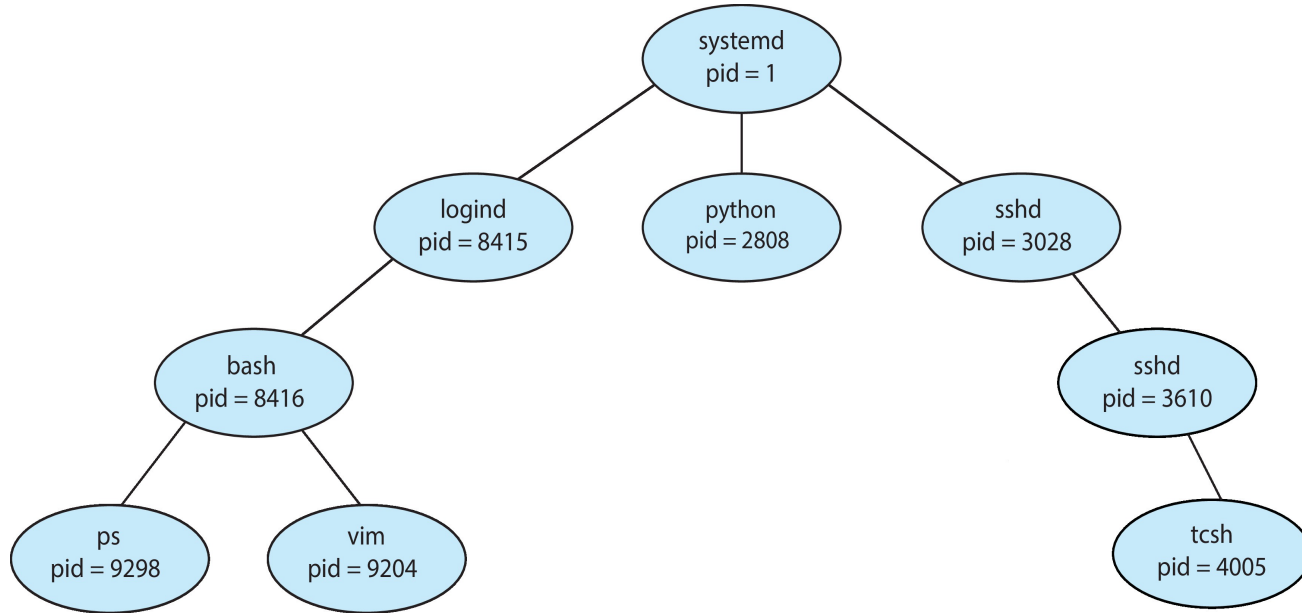 systemd
pid = 1
logind
pid = 8415
python
pid = 2808
sshd
pid = 3028
bash
pid = 8416
sshd
pid = 3610
ps
pid = 9298
vim
pid = 9204
tcsh
pid = 4005